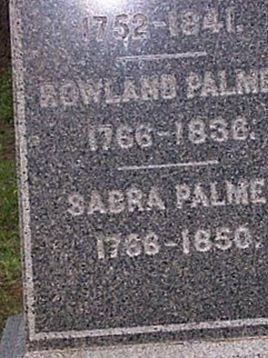 1752-1841.
ROWLAND PALME
1766-1836.
SABRA PALME
1768-1850.